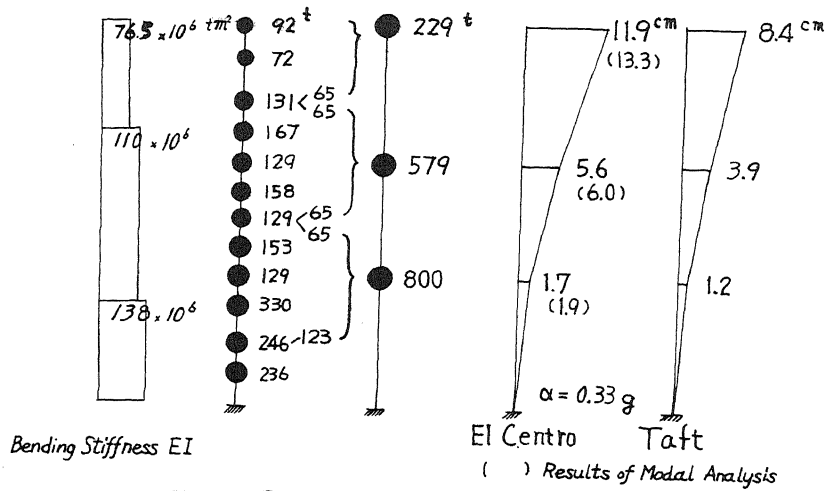 76.5 × 10⁶ tm²
110 × 10⁶
138 × 10⁶
Bending Stiffness EI
92 t
72
131 < 65
65
167
129
158
129 < 65
65
153
129
330
246 - 123
236
229 t
579
800
11.9 cm
(13.3)
5.6
(6.0)
1.7
(1.9)
α = 0.33 g
El Centro
8.4 cm
3.9
1.2
Taft
( ) Results of Modal Analysis